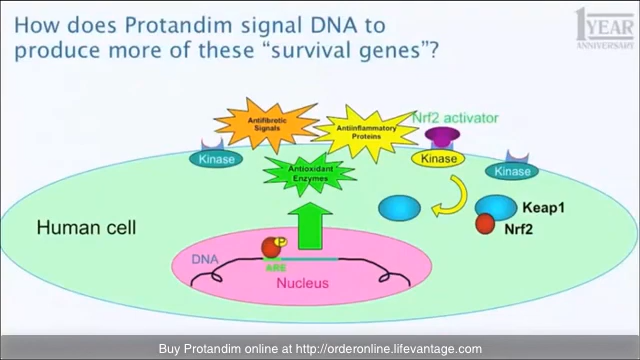 How does Protandim signal DNA to
produce more of these “survival genes”?
1 YEAR
ANNIVERSARY
Antifibretic
Signals
Antiinflammatory
Proteins
Nrf2 activator
Kinase
Kinase
Kinase
Antioxidant
Enzymes
Keap1
Nrf2
Human cell
P
DNA
ARE
Nucleus
Buy Protandim online at http://orderonline.lifevantage.com